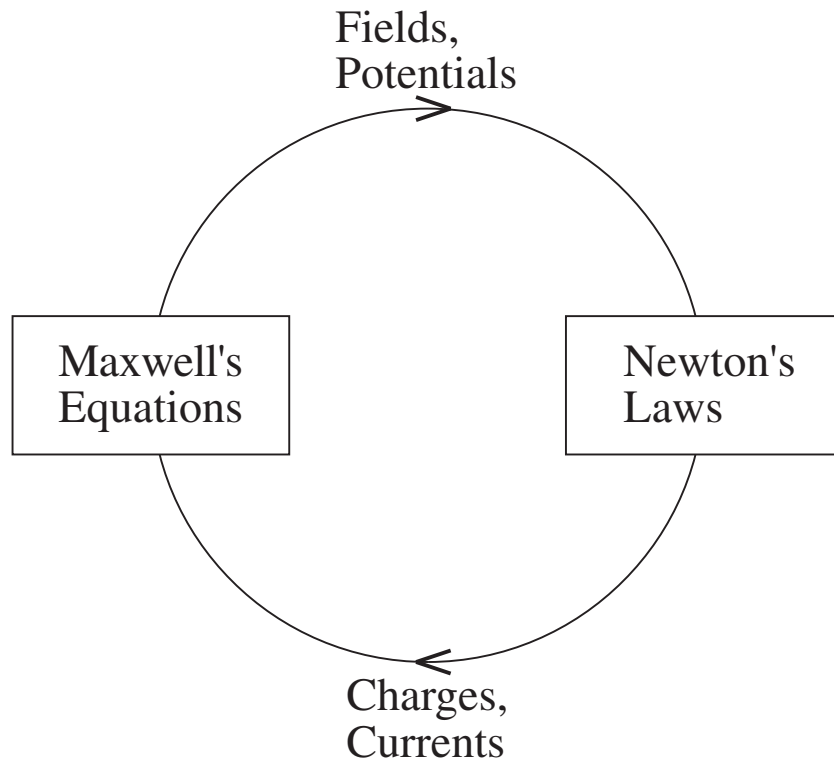 Fields,
Potentials
Maxwell's
Equations
Newton's
Laws
Charges,
Currents